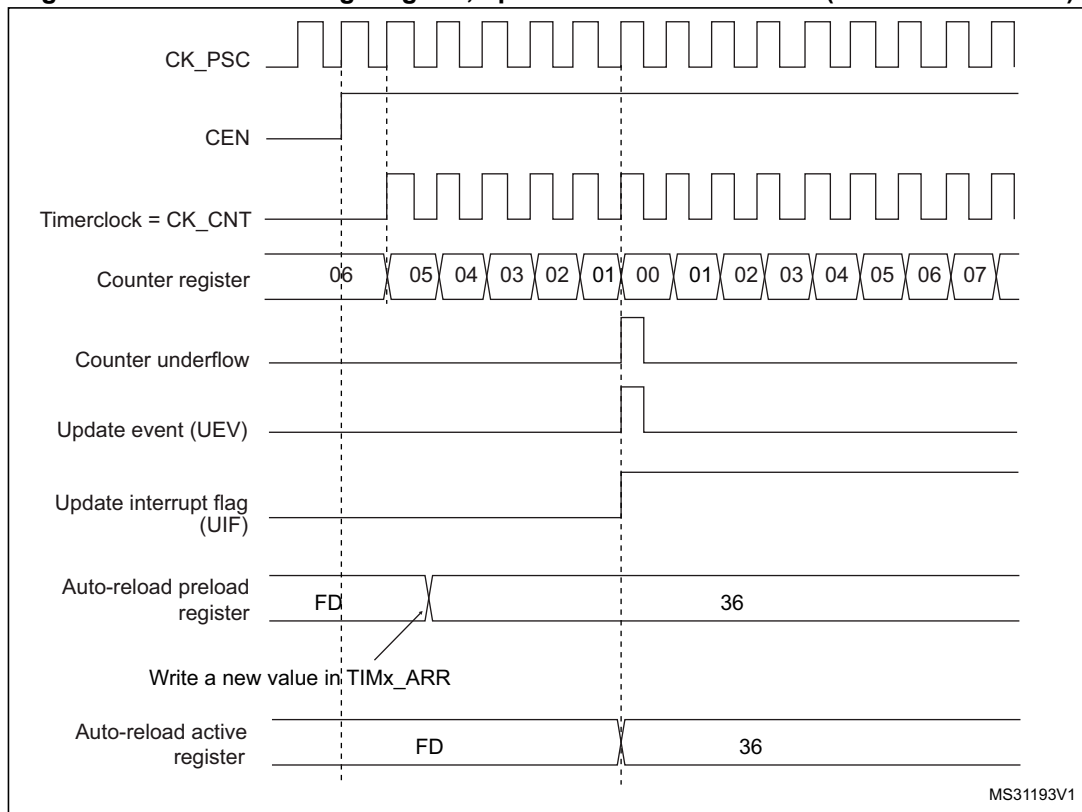 CK_PSC
CEN
Timerclock = CK_CNT
Counter register 06 05 04 03 02 01 00 01 02 03 04 05 06 07
Counter underflow
Update event (UEV)
Update interrupt flag
(UIF)
Auto-reload preload
register
FD 36
Write a new value in TIMx_ARR
Auto-reload active
register
FD 36
MS31193V1